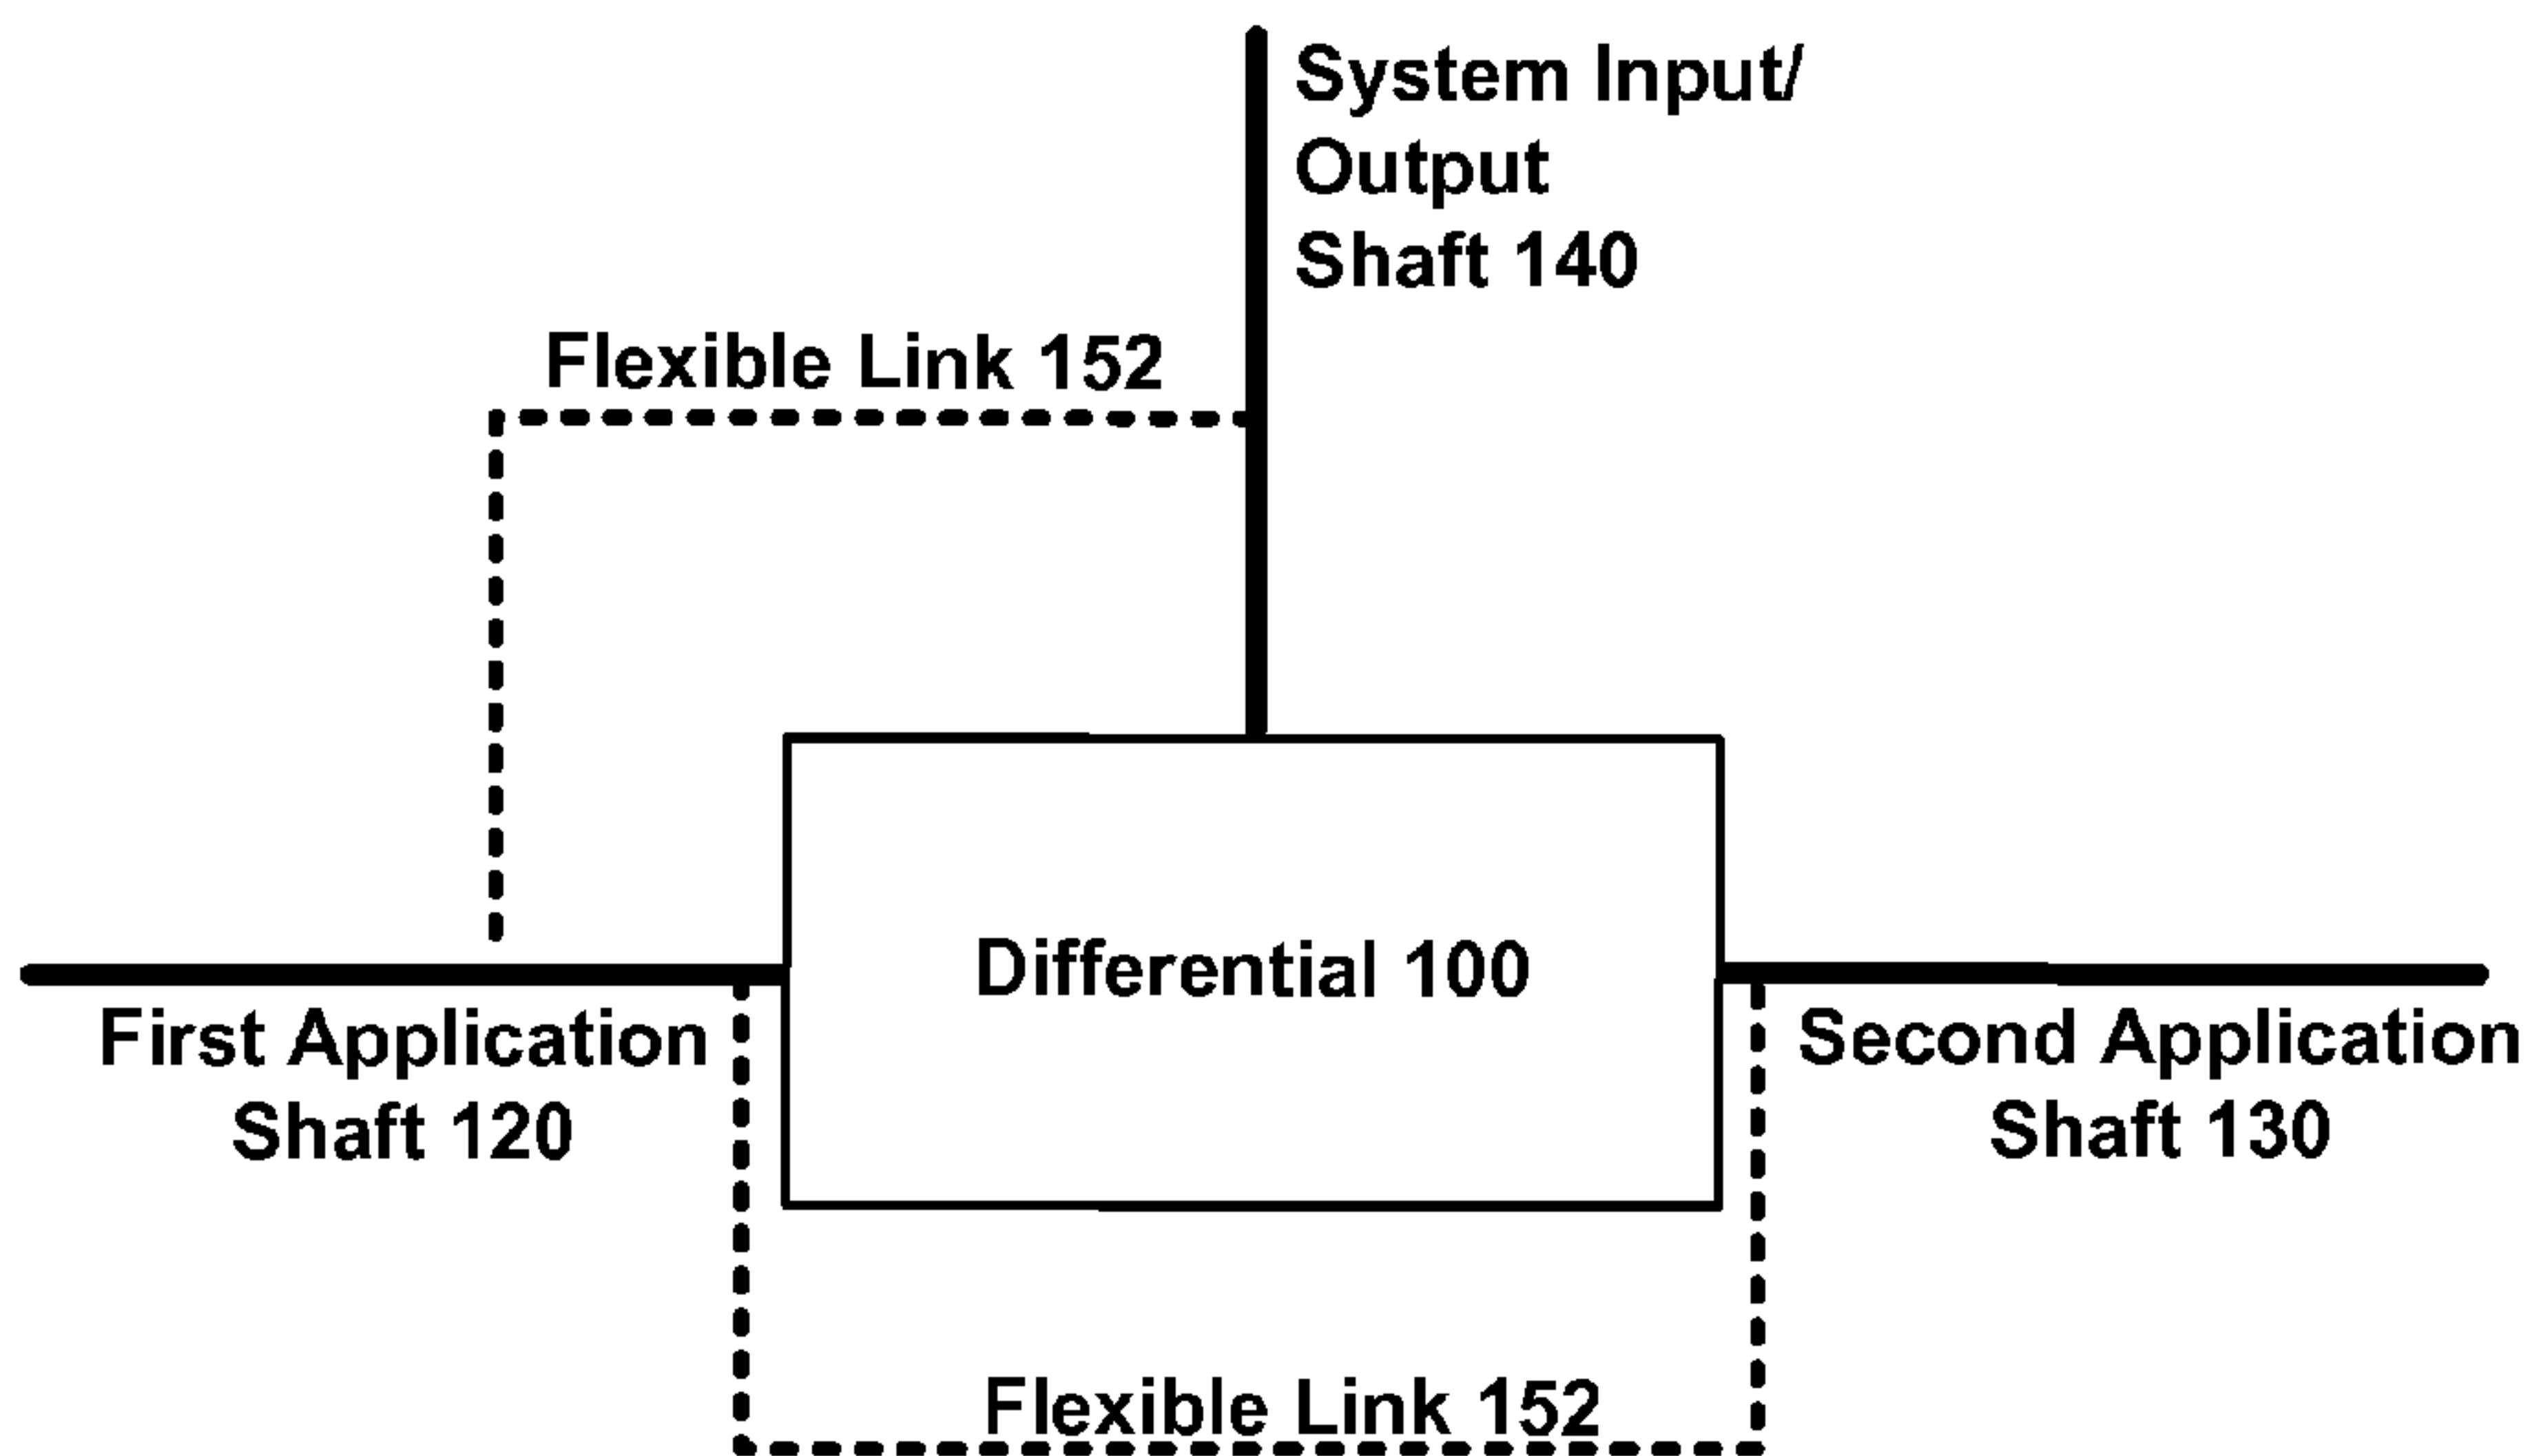 System Input/
Output
Shaft 140
Flexible Link 152
Differential 100
First Application
Shaft 120
Second Application
Shaft 130
Flexible Link 152